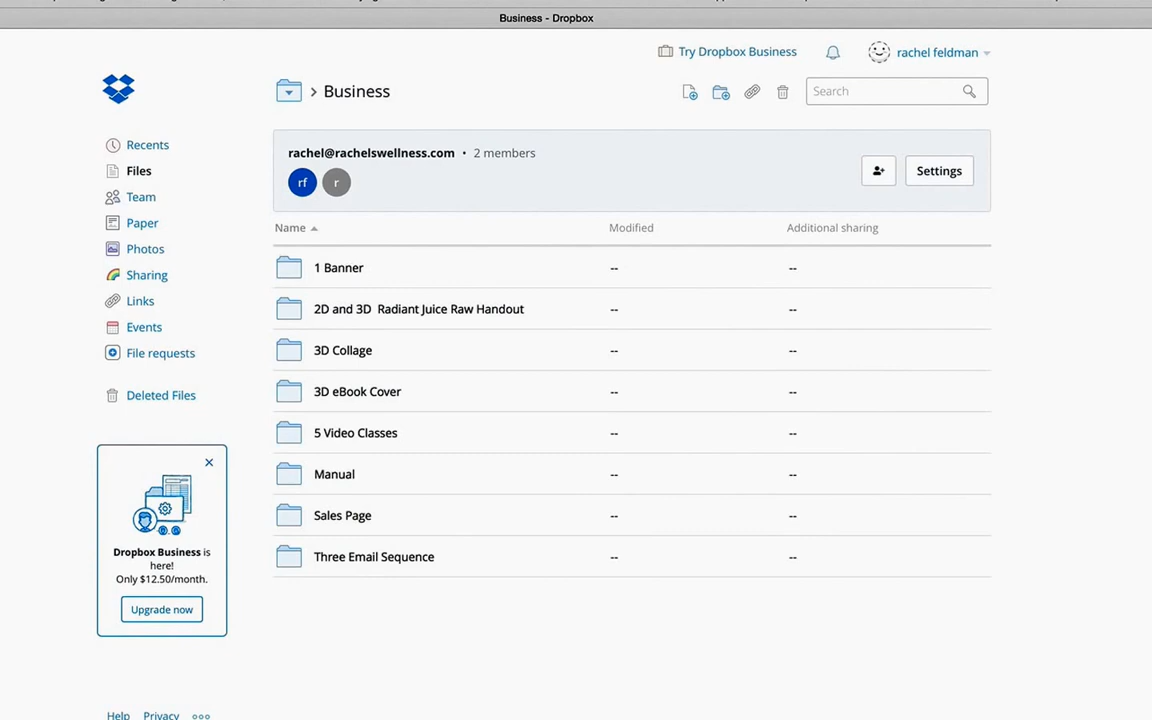 Business - Dropbox
Try Dropbox Business
rachel feldman
Business
Search
rachel@rachelswellness.com • 2 members
rf
r
Settings
Recents
Files
Team
Paper
Photos
Sharing
Links
Events
File requests
Deleted Files
Name Modified Additional sharing
1 Banner -- --
2D and 3D Radiant Juice Raw Handout -- --
3D Collage -- --
3D eBook Cover -- --
5 Video Classes -- --
Manual -- --
Sales Page -- --
Three Email Sequence -- --
Dropbox Business is
here!
Only $12.50/month.
Upgrade now
Help Privacy